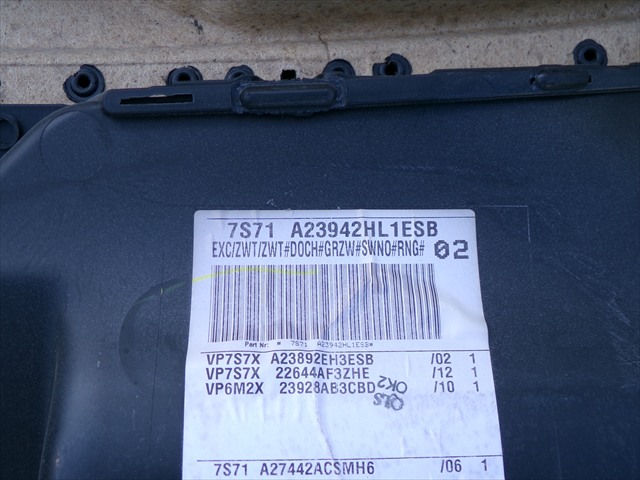 7S71 A23942HL1ESB
EXC/ZWT/ZWT#DOCH#GRZW#SWNO#RNG# 02
Part Nr: * 7S71 A23942HL1ESB*
VP7S7X A23892EH3ESB /02 1
VP7S7X 22644AF3ZHE /12 1
VP6M2X 23928AB3CBD /10 1
OK2
7S71 A27442ACSMH6 /06 1